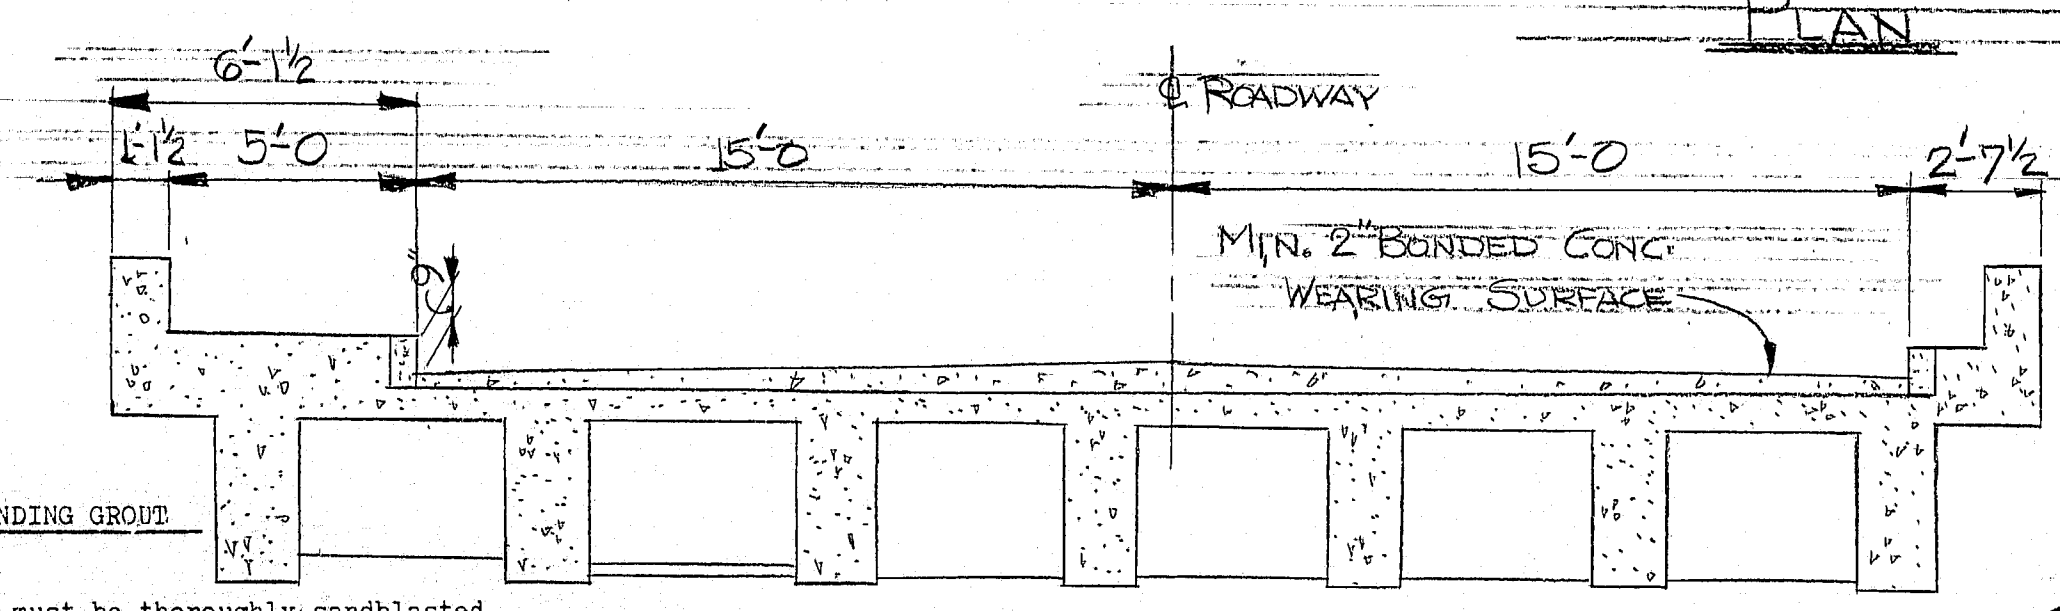 PLAN
6'-1½
℄ ROADWAY
1'-1½
5'-0
15'-0
15'-0
2'-7½
MIN. 2" BONDED CONC.
WEARING SURFACE
NDING GROUT
must be thoroughly sandblasted